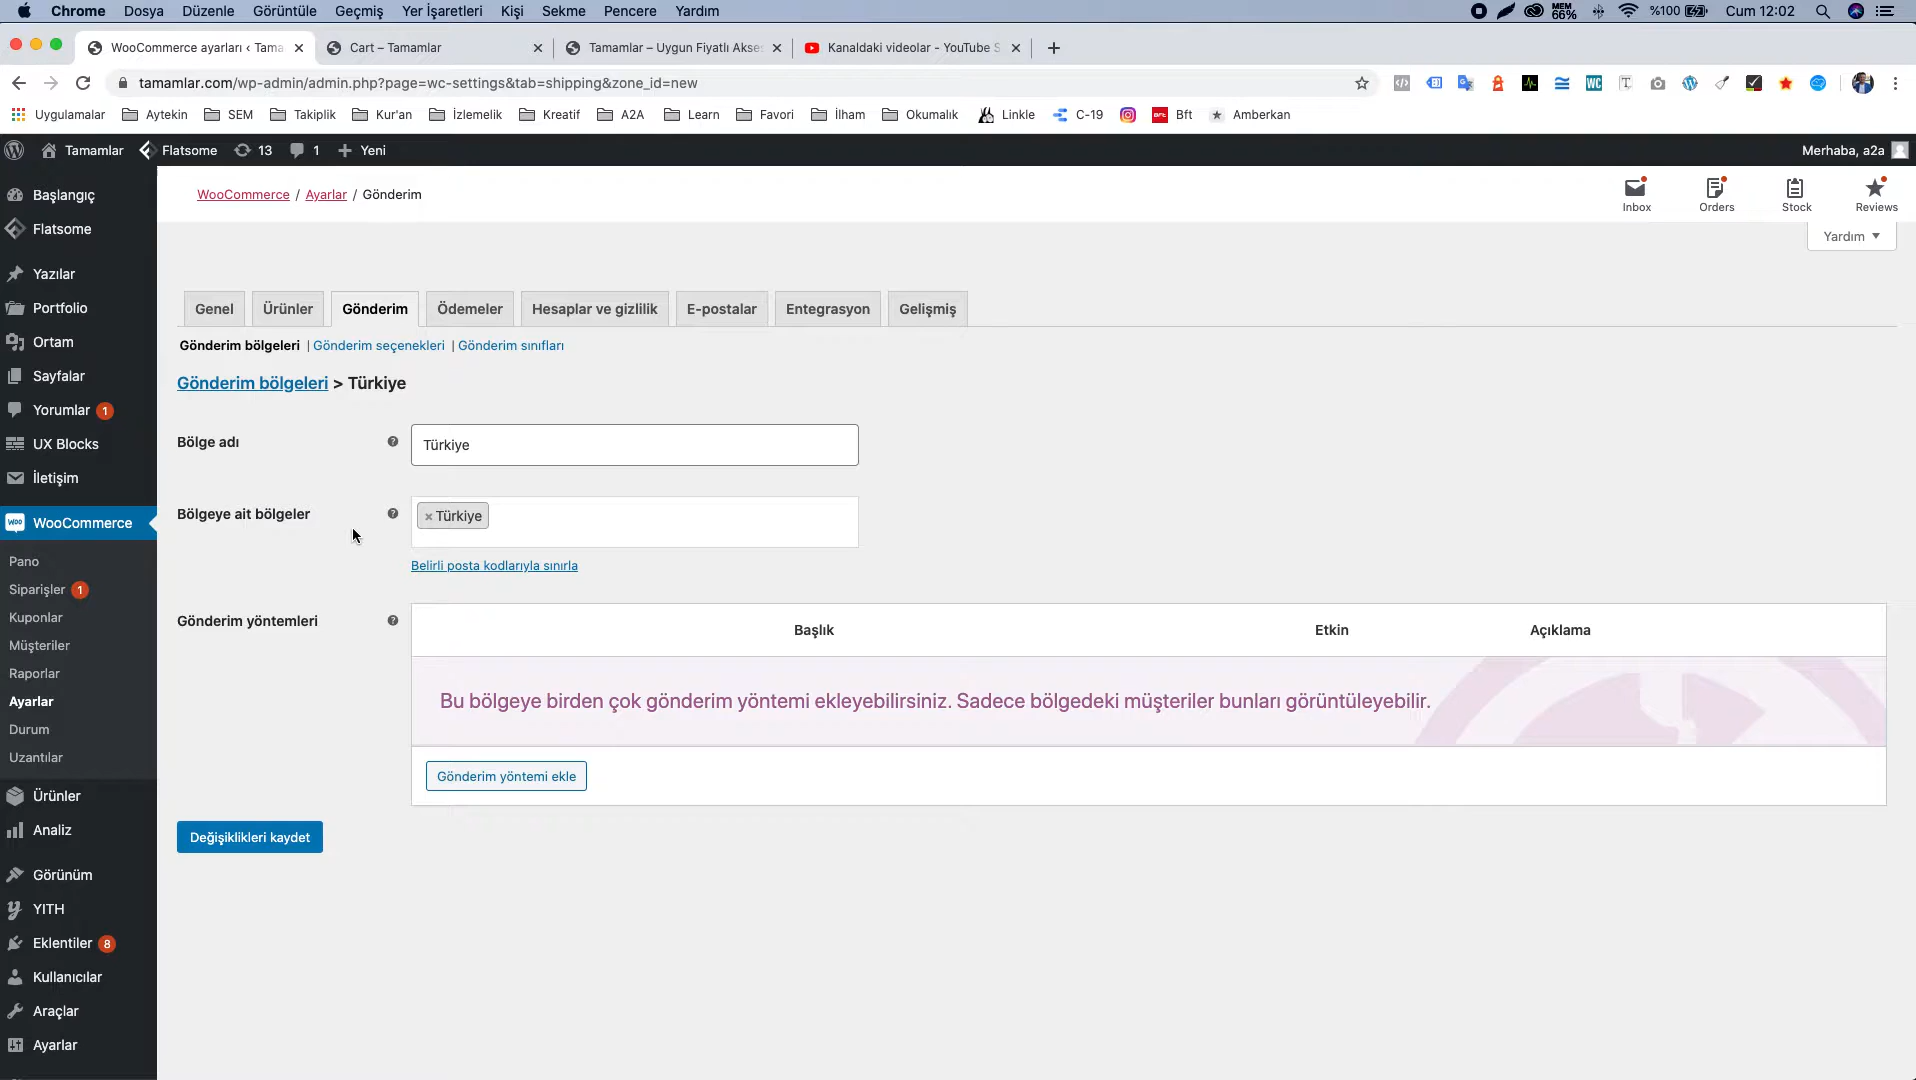 Chrome Dosya Düzenle Görüntüle Geçmiş Yer İşaretleri Kişi Sekme Pencere Yardım MEM 66% %100 Cum 12:02
WooCommerce ayarları ‹ Tama Cart – Tamamlar Tamamlar – Uygun Fiyatlı Akse Kanaldaki videolar - YouTube S
tamamlar.com/wp-admin/admin.php?page=wc-settings&tab=shipping&zone_id=new
Uygulamalar Aytekin SEM Takiplik Kur'an İzlemelik Kreatif A2A Learn Favori İlham Okumalık Linkle C-19 Bft Amberkan
Tamamlar Flatsome 13 1 Yeni Merhaba, a2a
WooCommerce / Ayarlar / Gönderim
Inbox Orders Stock Reviews
Yardım
Başlangıç
Flatsome
Yazılar
Portfolio
Ortam
Sayfalar
Yorumlar 1
UX Blocks
İletişim
WooCommerce
Pano
Siparişler 1
Kuponlar
Müşteriler
Raporlar
Ayarlar
Durum
Uzantılar
Ürünler
Analiz
Görünüm
YITH
Eklentiler 8
Kullanıcılar
Araçlar
Ayarlar
Genel Ürünler Gönderim Ödemeler Hesaplar ve gizlilik E-postalar Entegrasyon Gelişmiş
Gönderim bölgeleri | Gönderim seçenekleri | Gönderim sınıfları
Gönderim bölgeleri > Türkiye
Bölge adı Türkiye
Bölgeye ait bölgeler × Türkiye
Belirli posta kodlarıyla sınırla
Gönderim yöntemleri
Başlık Etkin Açıklama
Bu bölgeye birden çok gönderim yöntemi ekleyebilirsiniz. Sadece bölgedeki müşteriler bunları görüntüleyebilir.
Gönderim yöntemi ekle
Değişiklikleri kaydet